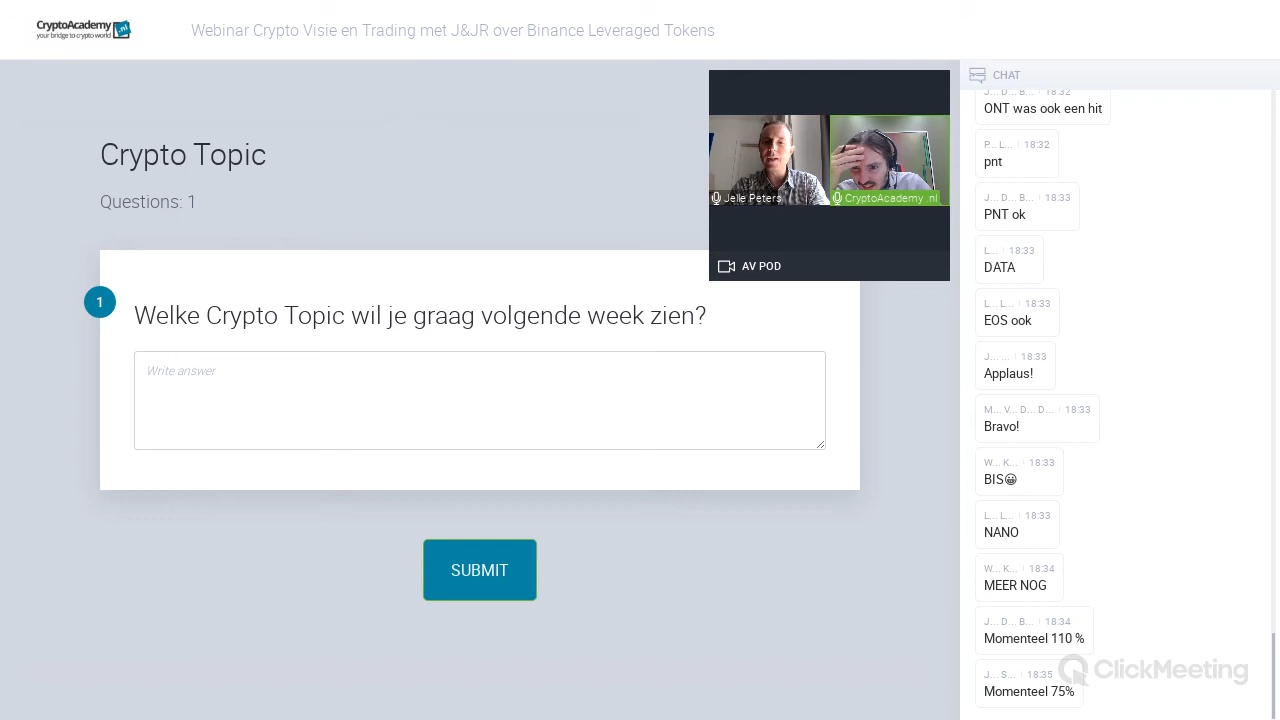 CryptoAcademy .nl
your bridge to crypto world
Webinar Crypto Visie en Trading met J&JR over Binance Leveraged Tokens
Crypto Topic
Questions: 1
1
Welke Crypto Topic wil je graag volgende week zien?
Write answer
SUBMIT
Jelle Peters
CryptoAcademy .nl
AV POD
CHAT
J... D... B... 18:32
ONT was ook een hit
P... L... 18:32
pnt
J... D... B... 18:33
PNT ok
L... 18:33
DATA
L... L... 18:33
EOS ook
J... ... 18:33
Applaus!
M... V... D... D... 18:33
Bravo!
W... K... 18:33
BIS😀
L... L... 18:33
NANO
W... K... 18:34
MEER NOG
J... D... B... 18:34
Momenteel 110 %
J... S... 18:35
Momenteel 75%
ClickMeeting